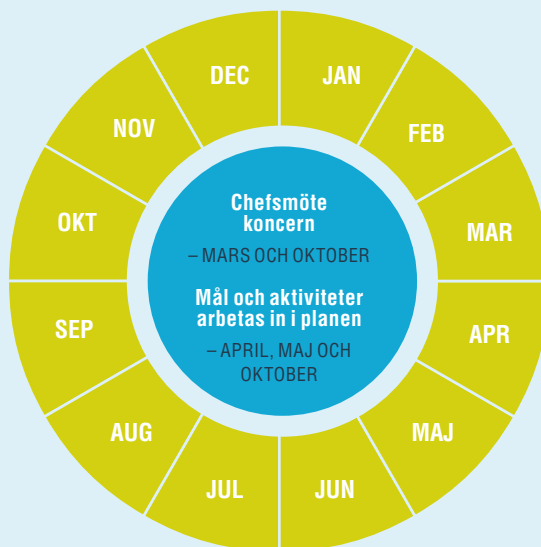 DEC
JAN
NOV
FEB
OKT
MAR
SEP
APR
AUG
MAJ
JUL
JUN
Chefsmöte
koncern
– MARS OCH OKTOBER
Mål och aktiviteter
arbetas in i planen
– APRIL, MAJ OCH
OKTOBER